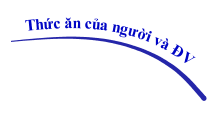 Thức ăn của người và ĐV